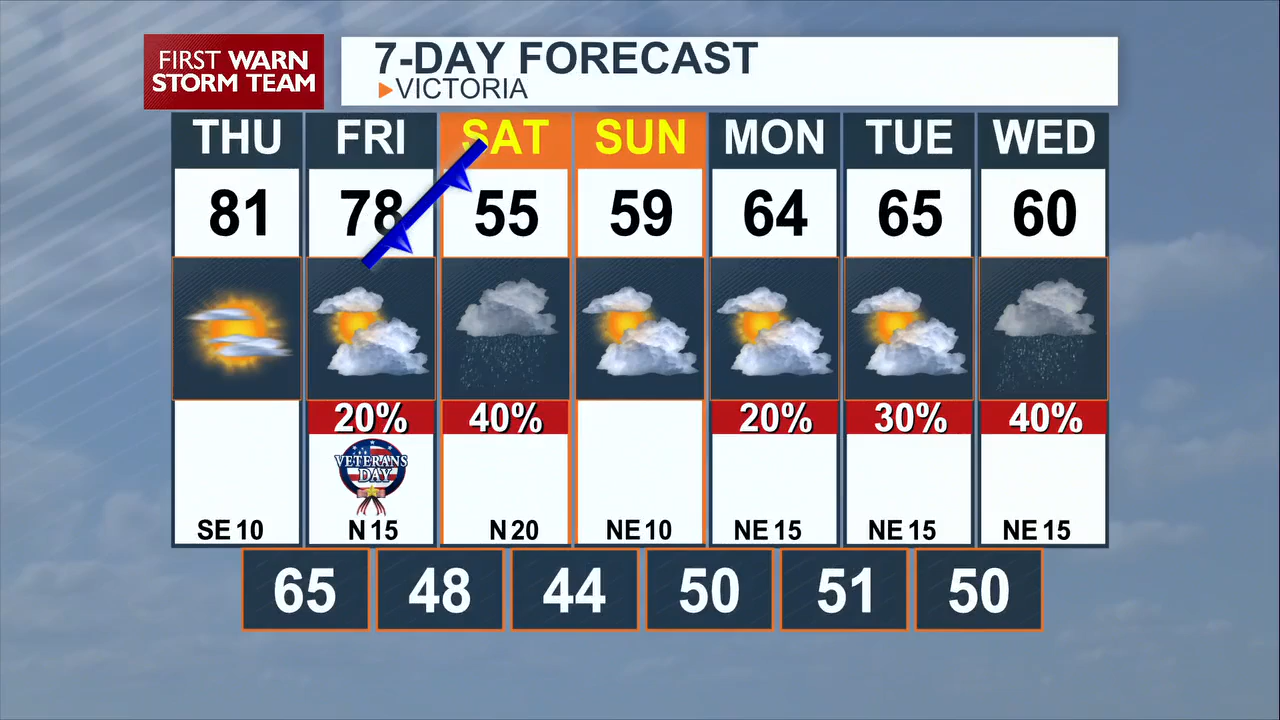 FIRST WARN
STORM TEAM
7-DAY FORECAST
VICTORIA
THU FRI SAT SUN MON TUE WED
81 78 55 59 64 65 60
20% 40% 20% 30% 40%
VETERANS
DAY
SE 10 N 15 N 20 NE 10 NE 15 NE 15 NE 15
65 48 44 50 51 50